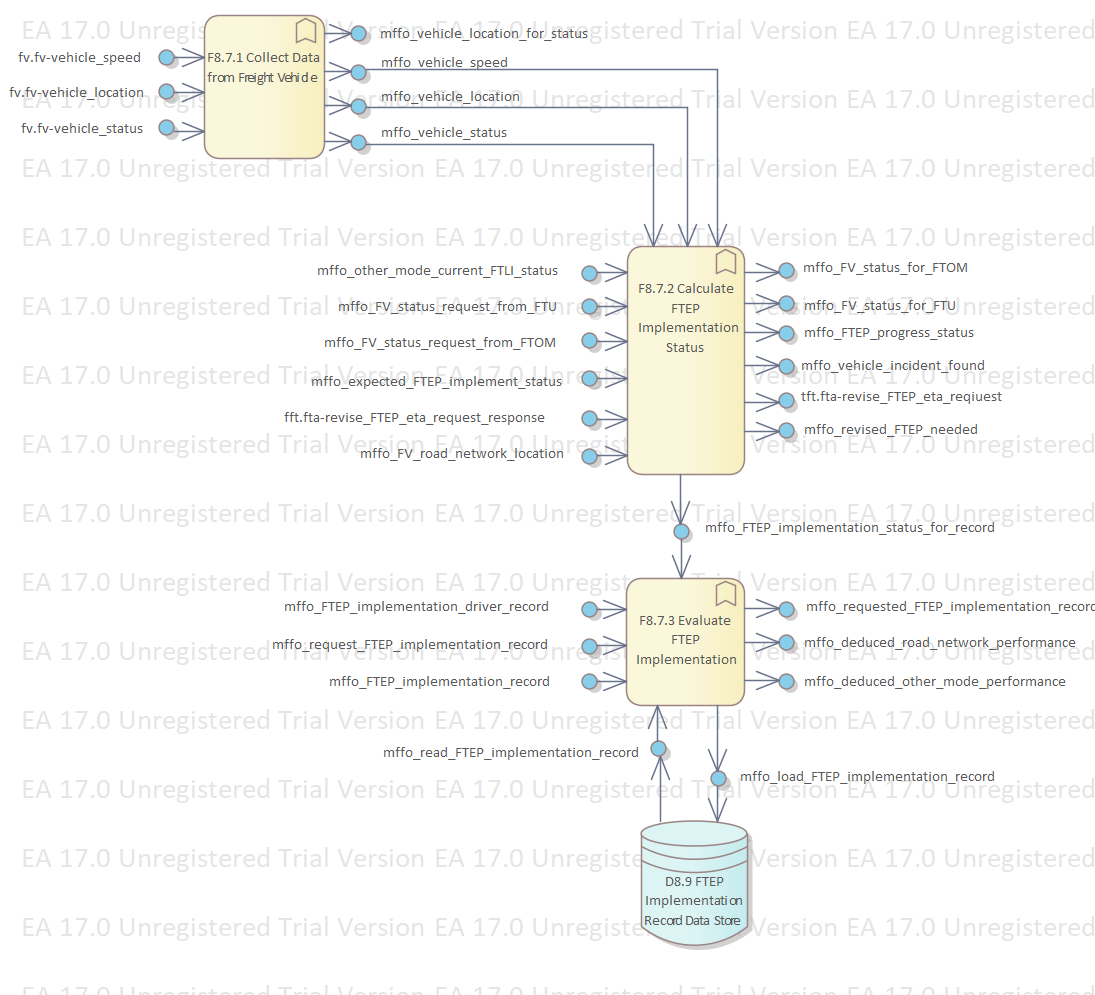 mffo_vehicle_location_for_status
fv.fv-vehicle_speed
F8.7.1 Collect Data
from Freight Vehicle
mffo_vehicle_speed
fv.fv-vehicle_location
mffo_vehicle_location
fv.fv-vehicle_status
mffo_vehicle_status
mffo_other_mode_current_FTLI_status
mffo_FV_status_request_from_FTU
mffo_FV_status_request_from_FTOM
mffo_expected_FTEP_implement_status
fft.fta-revise_FTEP_eta_request_response
mffo_FV_road_network_location
F8.7.2 Calculate
FTEP
Implementation
Status
mffo_FV_status_for_FTOM
mffo_FV_status_for_FTU
mffo_FTEP_progress_status
mffo_vehicle_incident_found
tft.fta-revise_FTEP_eta_reqiuest
mffo_revised_FTEP_needed
mffo_FTEP_implementation_status_for_record
mffo_FTEP_implementation_driver_record
mffo_request_FTEP_implementation_record
mffo_FTEP_implementation_record
F8.7.3 Evaluate
FTEP
Implementation
mffo_requested_FTEP_implementation_record
mffo_deduced_road_network_performance
mffo_deduced_other_mode_performance
mffo_read_FTEP_implementation_record
mffo_load_FTEP_implementation_record
D8.9 FTEP
Implementation
Record Data Store
EA 17.0 Unregistered Trial Version EA 17.0 Unregistered Trial Version EA 17.0 Unregistered